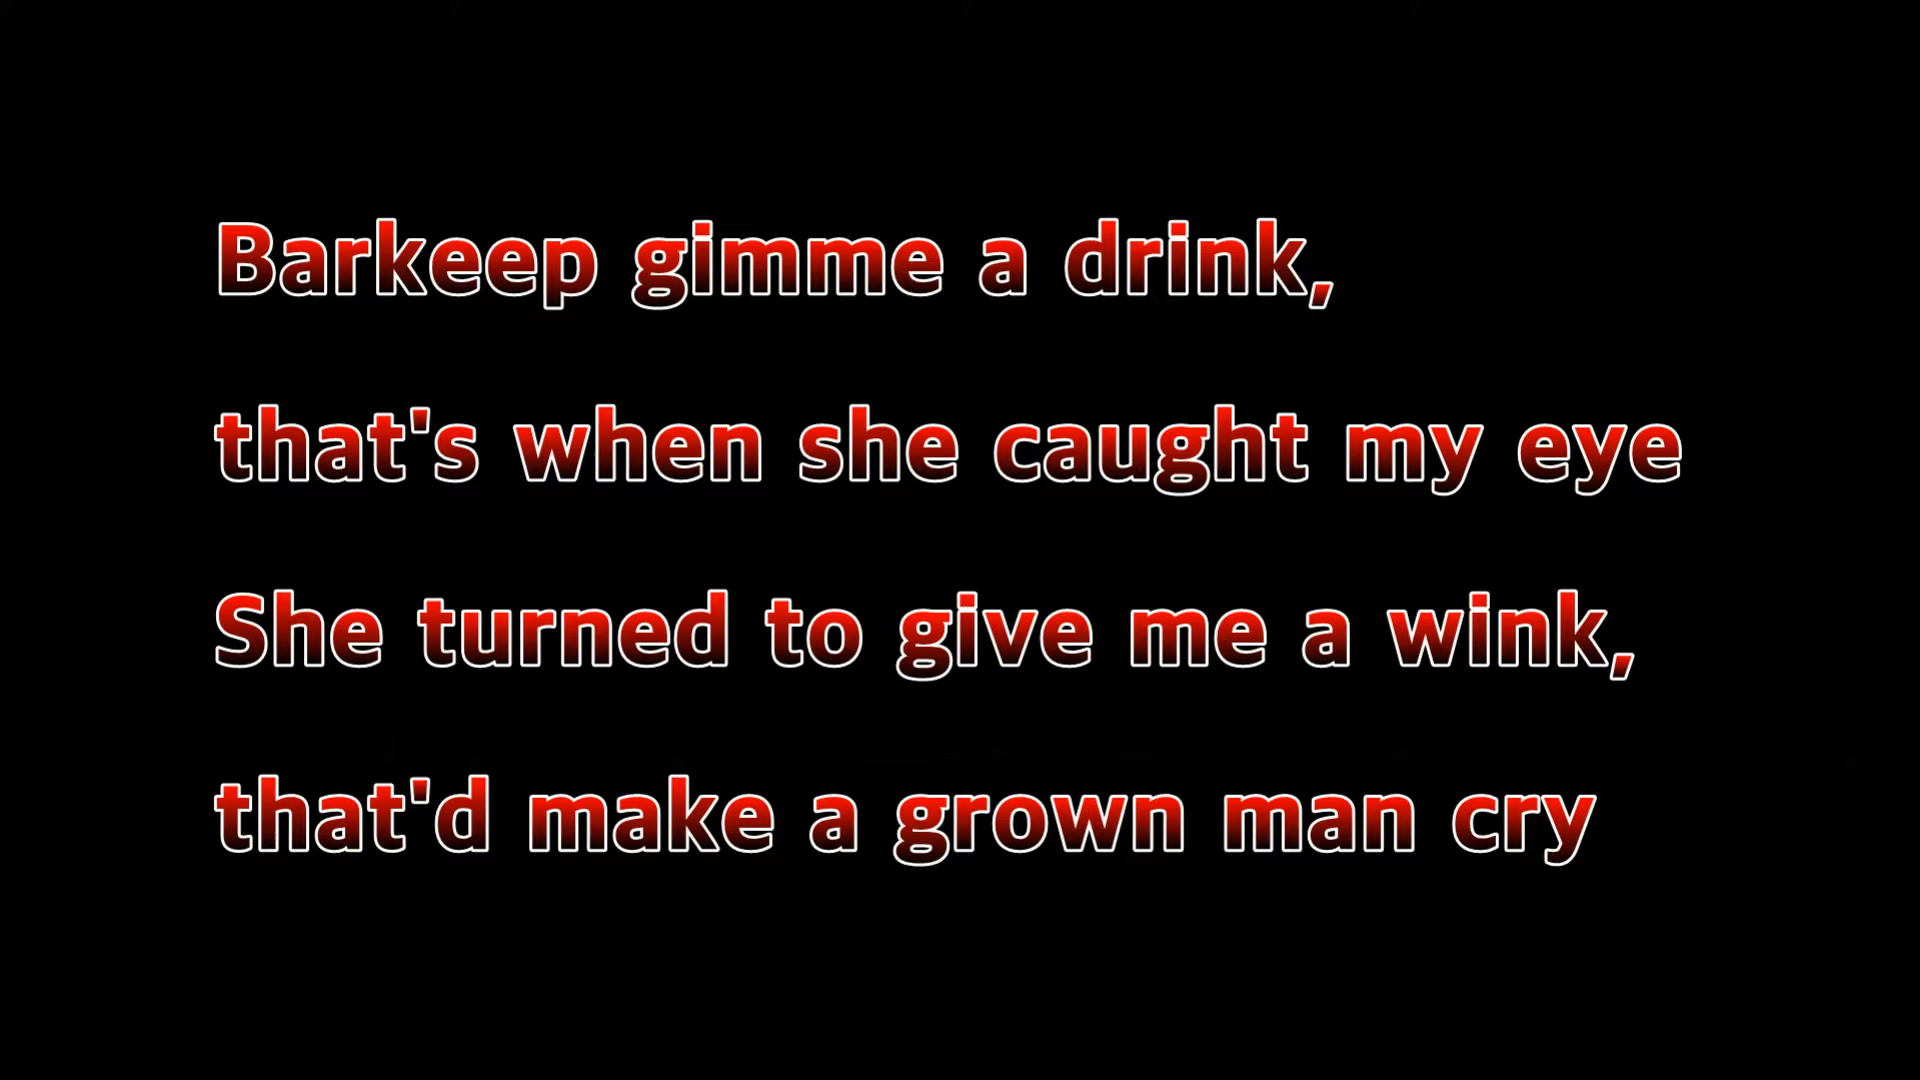 Barkeep gimme a drink,
that's when she caught my eye
She turned to give me a wink,
that'd make a grown man cry